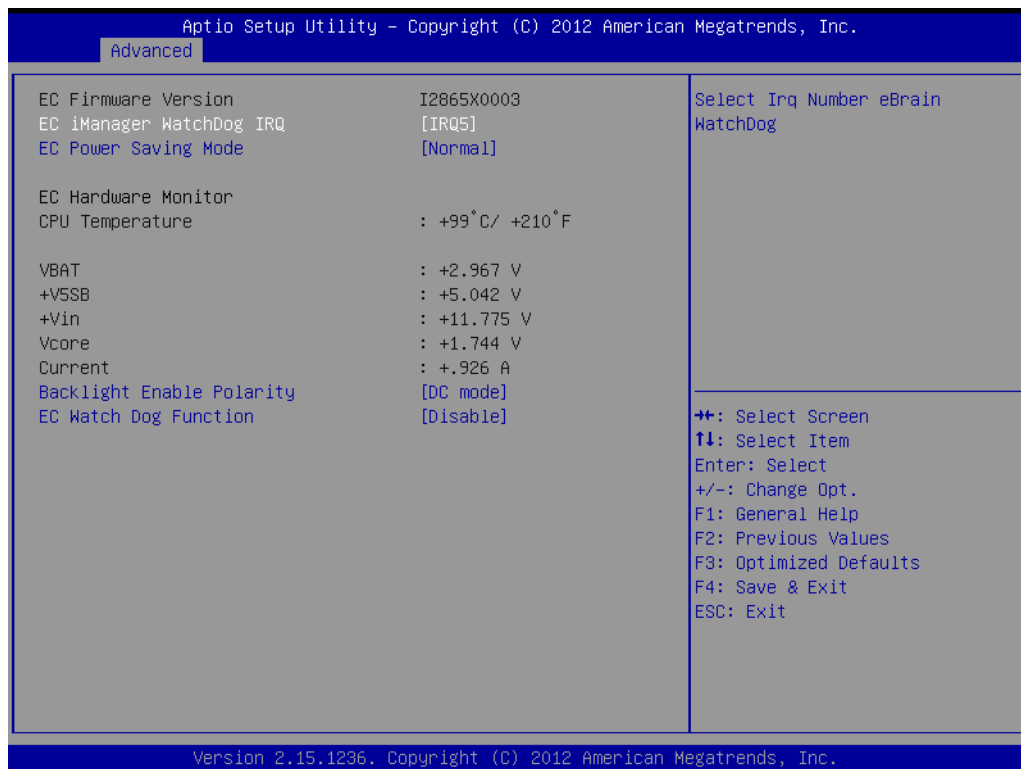 Aptio Setup Utility – Copyright (C) 2012 American Megatrends, Inc.
Advanced
EC Firmware Version I2865X0003
EC iManager WatchDog IRQ [IRQ5]
EC Power Saving Mode [Normal]
EC Hardware Monitor
CPU Temperature : +99°C/ +210°F
VBAT : +2.967 V
+V5SB : +5.042 V
+Vin : +11.775 V
Vcore : +1.744 V
Current : +.926 A
Backlight Enable Polarity [DC mode]
EC Watch Dog Function [Disable]
Select Irq Number eBrain
WatchDog
→←: Select Screen
↑↓: Select Item
Enter: Select
+/-: Change Opt.
F1: General Help
F2: Previous Values
F3: Optimized Defaults
F4: Save & Exit
ESC: Exit
Version 2.15.1236. Copyright (C) 2012 American Megatrends, Inc.